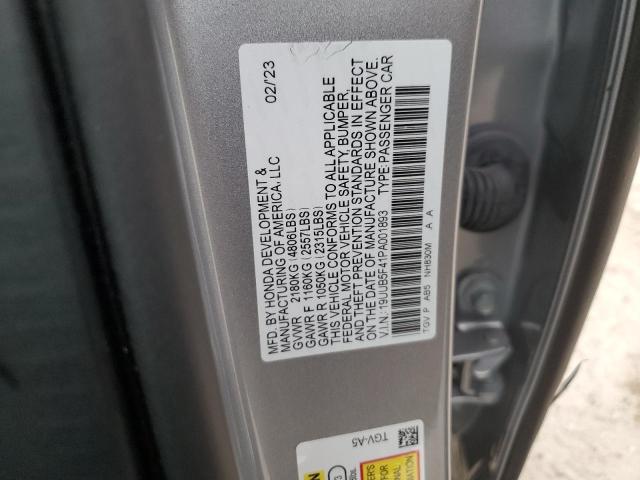 MFD. BY HONDA DEVELOPMENT & 02/'23
MANUFACTURING OF AMERICA, LLC
GVWR 2180KG(4806LBS)
GAWR F 1160KG(2557LBS)
GAWR R 1050KG(2315LBS)
THIS VEHICLE CONFORMS TO ALL APPLICABLE
FEDERAL MOTOR VEHICLE SAFETY, BUMPER,
AND THEFT PREVENTION STANDARDS IN EFFECT
ON THE DATE OF MANUFACTURE SHOWN ABOVE.
V.I.N.:19UUB5F41PA001893 TYPE:PASSENGER CAR
TGV P AB5 NH830M A A
TGV-A5